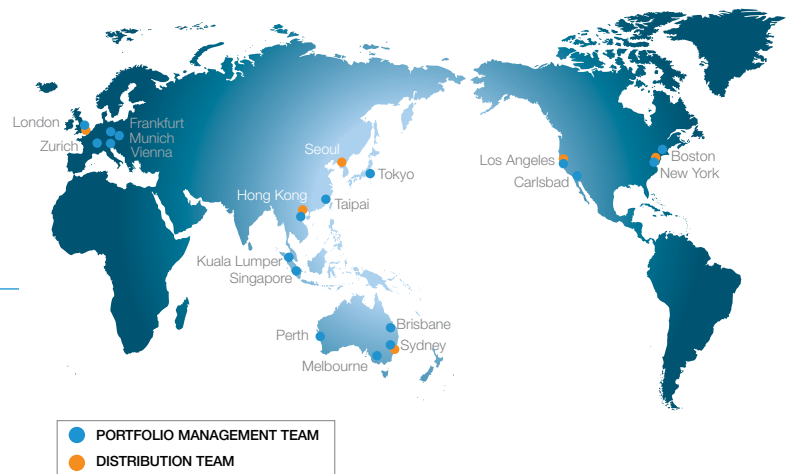 London
Frankfurt
Munich
Vienna
Zurich
Seoul
Tokyo
Hong Kong
Taipai
Kuala Lumper
Singapore
Perth
Brisbane
Sydney
Melbourne
Los Angeles
Carlsbad
Boston
New York
PORTFOLIO MANAGEMENT TEAM
DISTRIBUTION TEAM